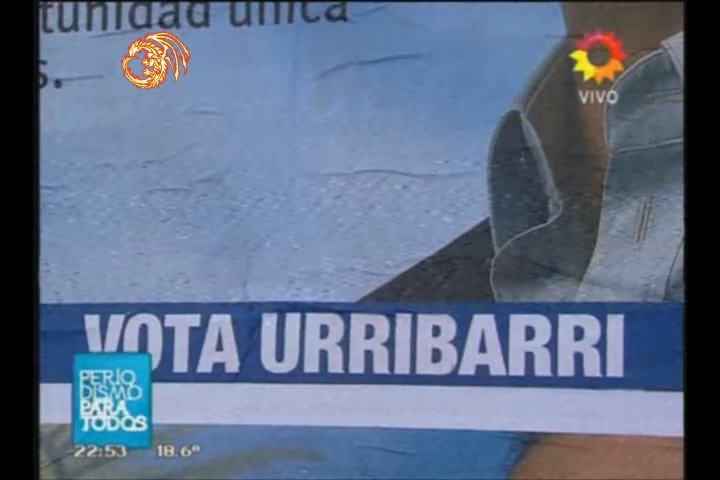 tunidad única
s.
VIVO
VOTA URRIBARRI
PERIO
DISMO
PARA
TODOS
22:53 18.6º